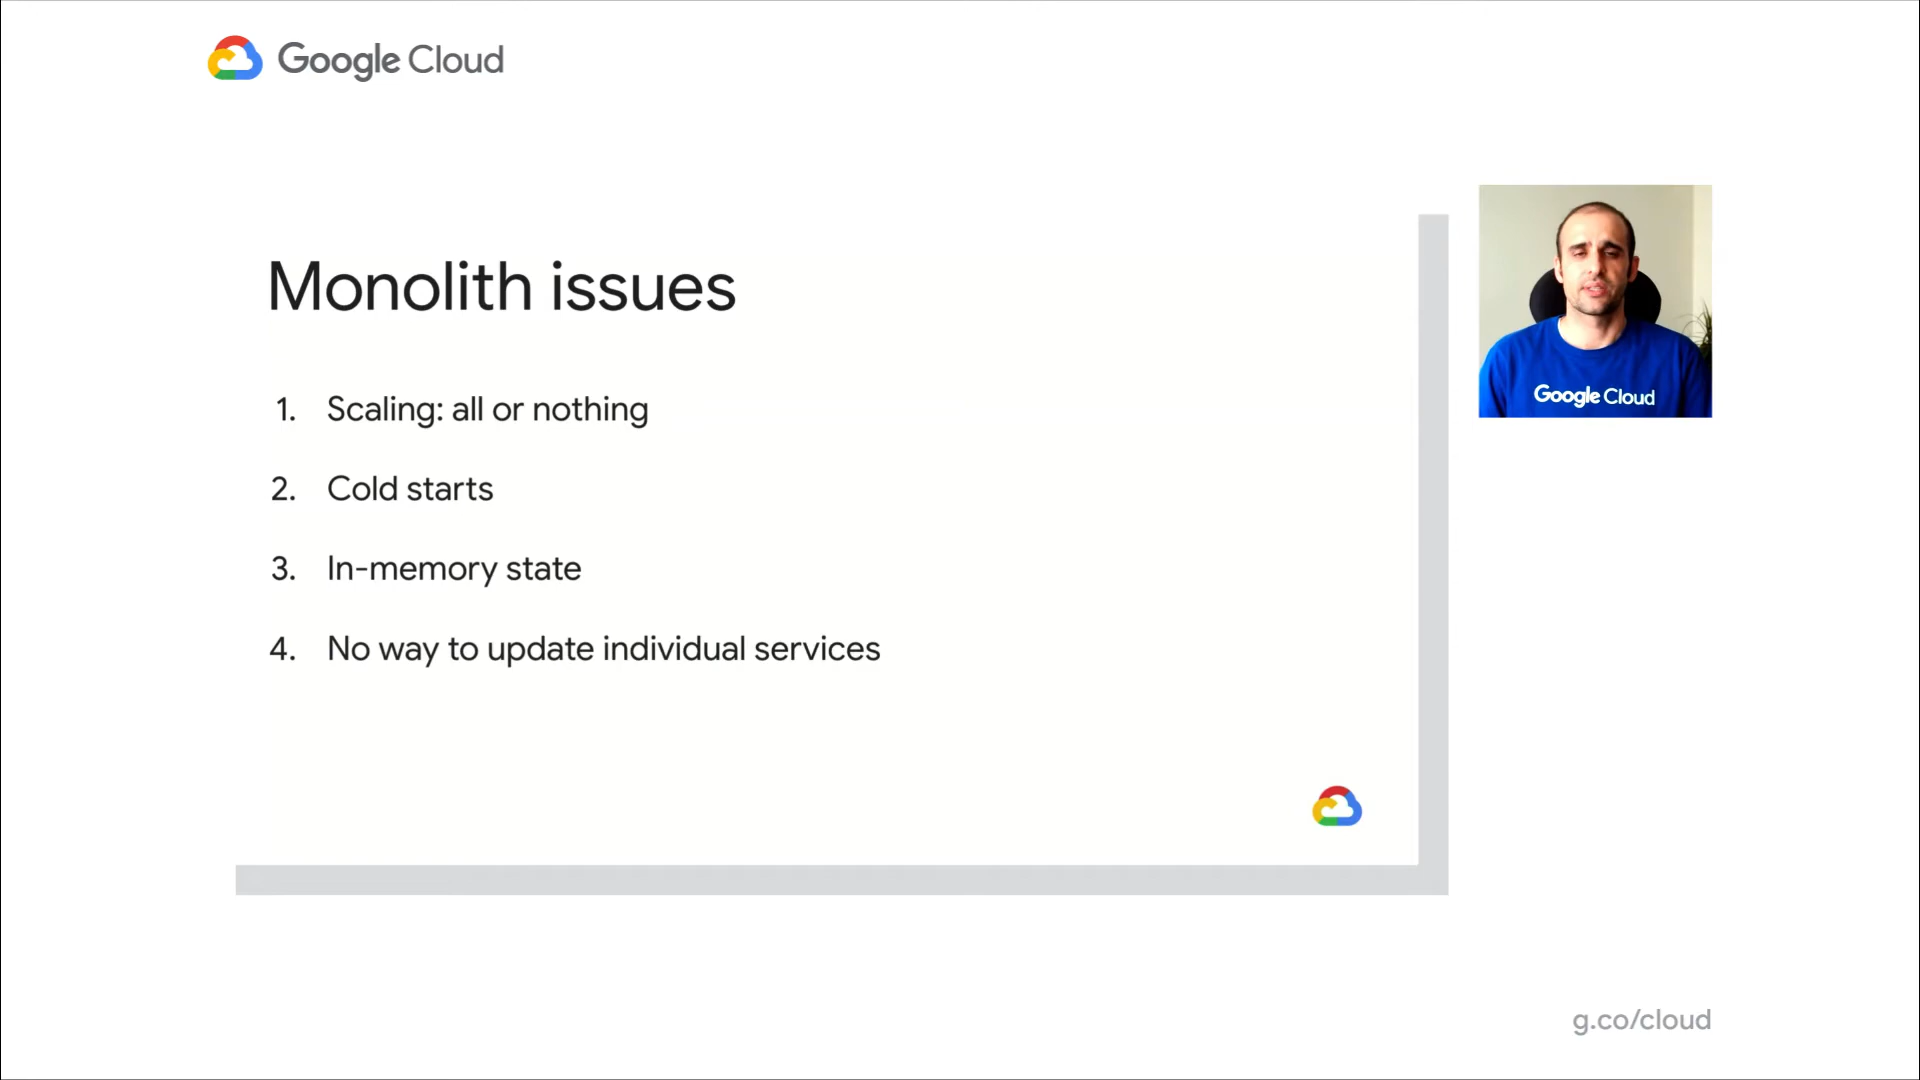 Google Cloud
Monolith issues
1. Scaling: all or nothing
2. Cold starts
3. In-memory state
4. No way to update individual services
Google Cloud
g.co/cloud